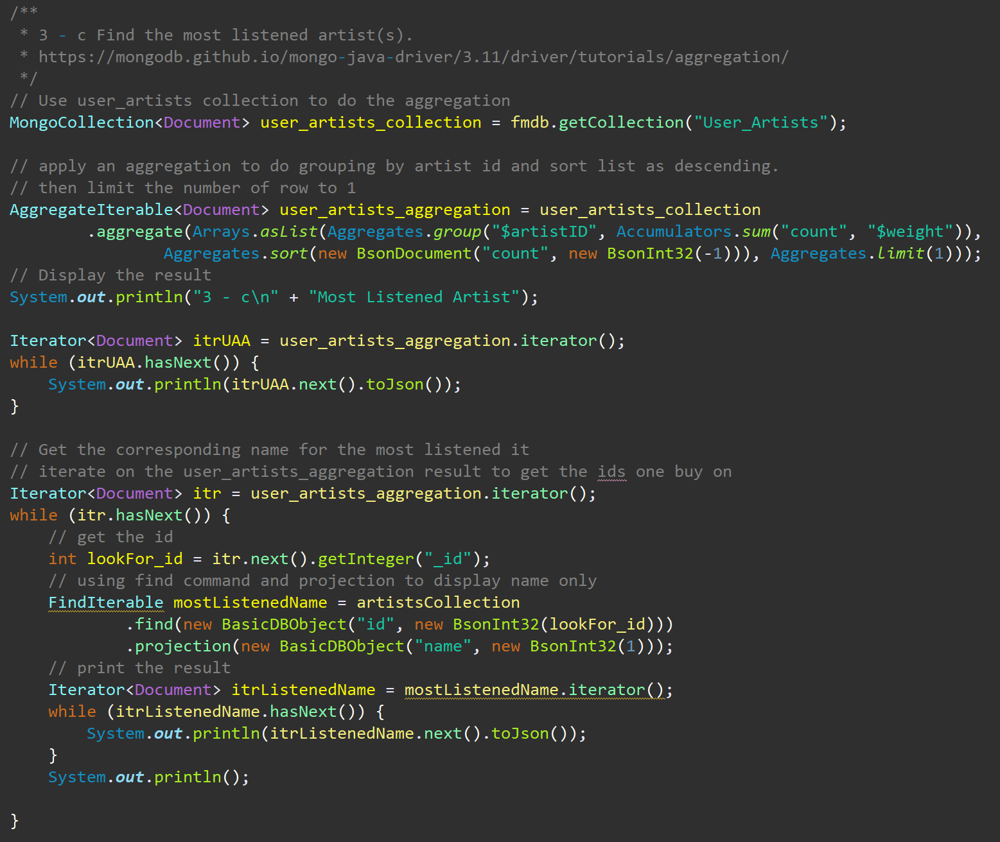 /**
 * 3 - c Find the most listened artist(s).
 * https://mongodb.github.io/mongo-java-driver/3.11/driver/tutorials/aggregation/
 */
// Use user_artists collection to do the aggregation
MongoCollection<Document> user_artists_collection = fmdb.getCollection("User_Artists");

// apply an aggregation to do grouping by artist id and sort list as descending.
// then limit the number of row to 1
AggregateIterable<Document> user_artists_aggregation = user_artists_collection
        .aggregate(Arrays.asList(Aggregates.group("$artistID", Accumulators.sum("count", "$weight")),
                Aggregates.sort(new BsonDocument("count", new BsonInt32(-1))), Aggregates.limit(1)));
// Display the result
System.out.println("3 - c\n" + "Most Listened Artist");

Iterator<Document> itrUAA = user_artists_aggregation.iterator();
while (itrUAA.hasNext()) {
    System.out.println(itrUAA.next().toJson());
}

// Get the corresponding name for the most listened it
// iterate on the user_artists_aggregation result to get the ids one buy on
Iterator<Document> itr = user_artists_aggregation.iterator();
while (itr.hasNext()) {
    // get the id
    int lookFor_id = itr.next().getInteger("_id");
    // using find command and projection to display name only
    FindIterable mostListenedName = artistsCollection
            .find(new BasicDBObject("id", new BsonInt32(lookFor_id)))
            .projection(new BasicDBObject("name", new BsonInt32(1)));
    // print the result
    Iterator<Document> itrListenedName = mostListenedName.iterator();
    while (itrListenedName.hasNext()) {
        System.out.println(itrListenedName.next().toJson());
    }
    System.out.println();

}